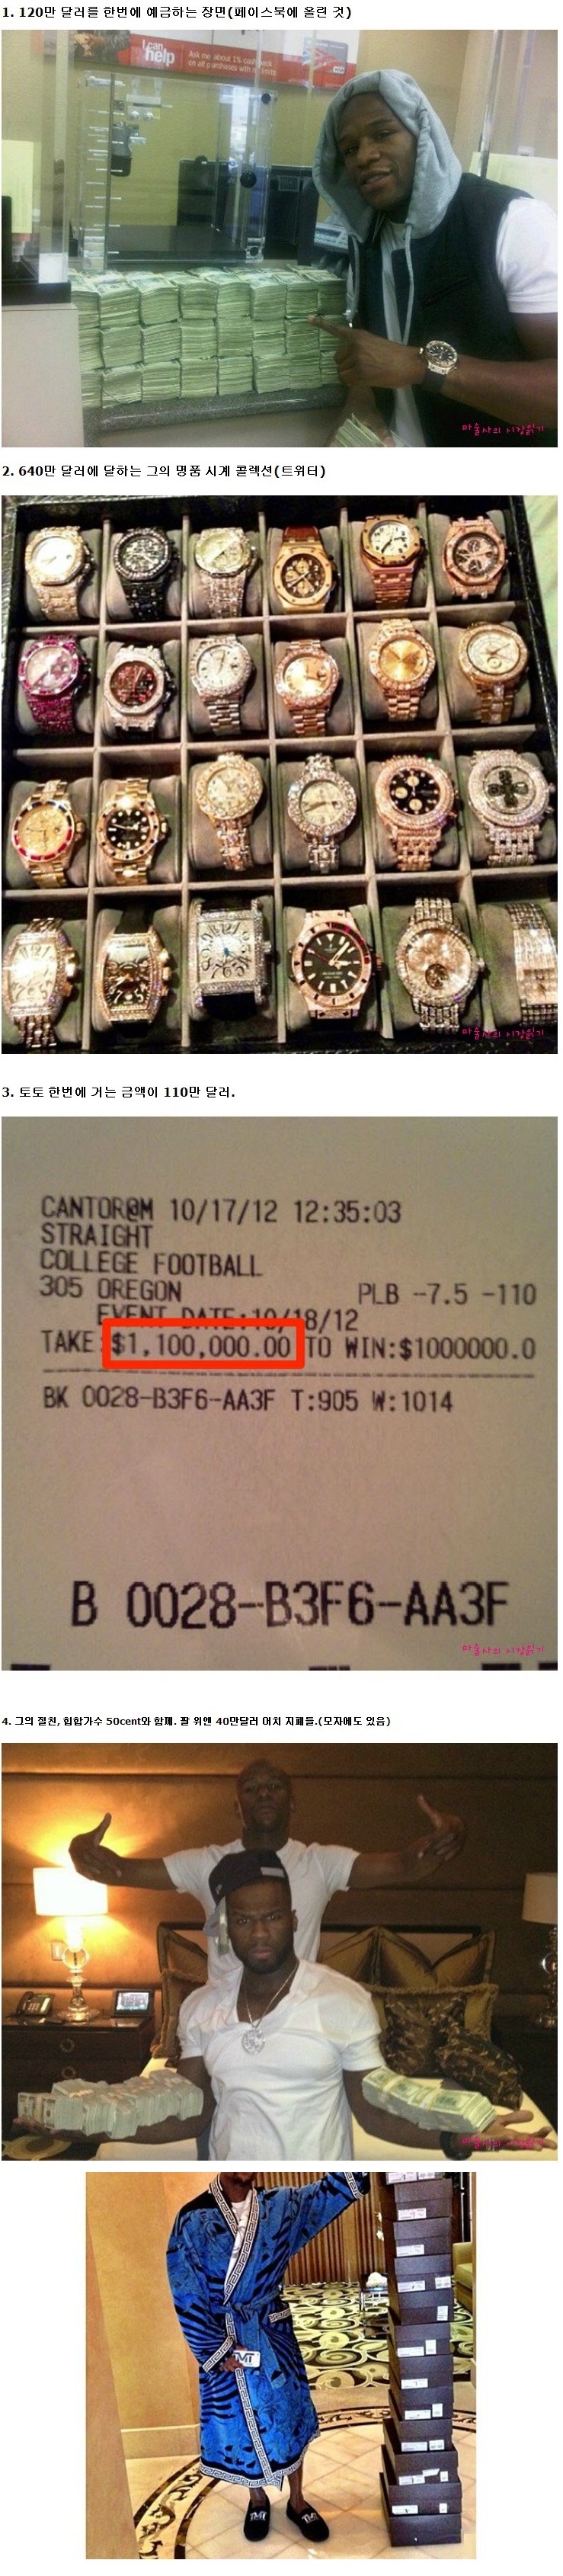 1. 120만 달러를 한번에 예금하는 장면(페이스북에 올린 것)
I can
help
Ask me about 1% cash back
on all purchases with no limits
마술사의 시장읽기
2. 640만 달러에 달하는 그의 명품 시계 콜렉션(트위터)
마술사의 시장읽기
3. 토토 한번에 거는 금액이 110만 달러.
CANTOR@M 10/17/12 12:35:03
STRAIGHT
COLLEGE FOOTBALL
305 OREGON PLB -7.5 -110
EVENT DATE:10/18/12
TAKE $1,100,000.00 TO WIN:$1000000.0
BK 0028-B3F6-AA3F T:905 W:1014
B 0028-B3F6-AA3F
마술사의 시장읽기
4. 그의 절친, 힙합가수 50cent와 함께. 팔 위엔 40만달러 어치 지폐들.(모자에도 있음)
마술사의 시장읽기
TMT
TMT
TMT